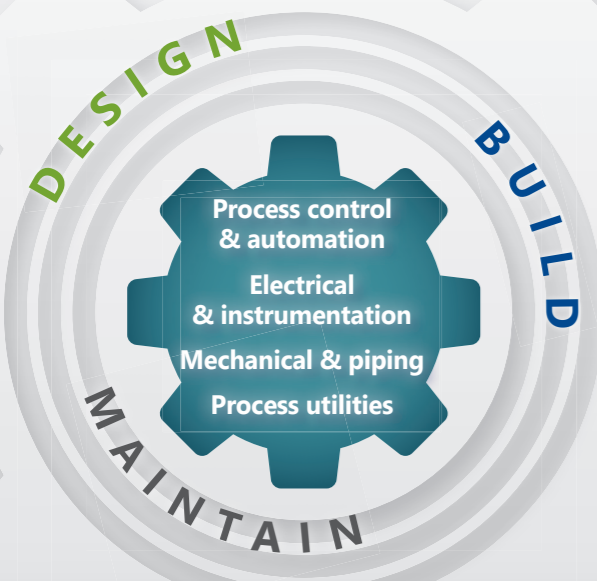 DESIGN
BUILD
Process control
& automation
Electrical
& instrumentation
Mechanical & piping
Process utilities
MAINTAIN